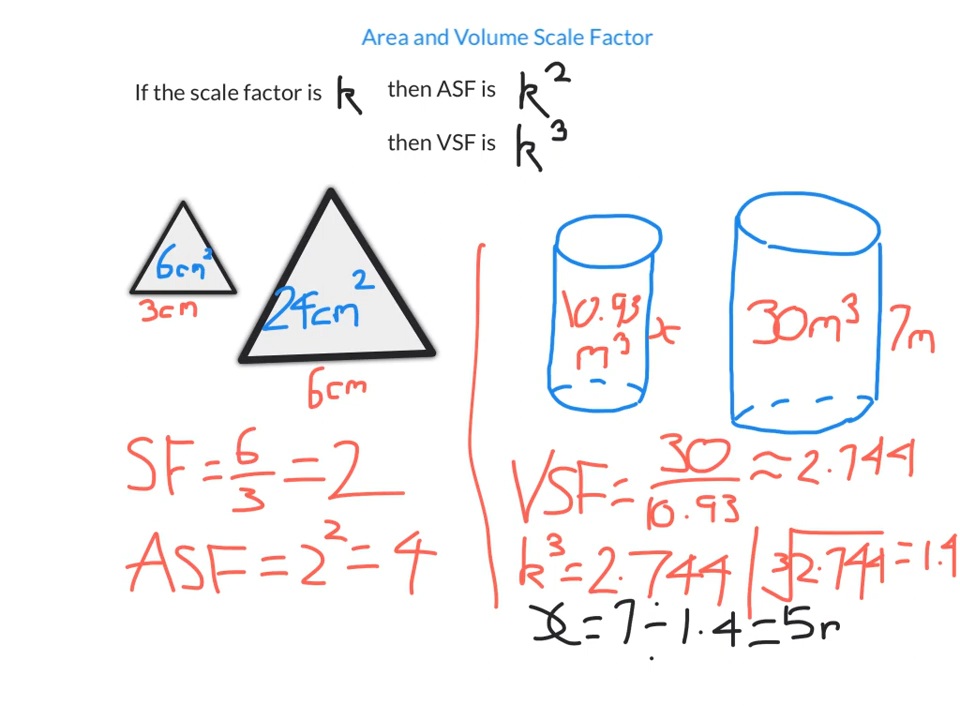 Area and Volume Scale Factor
If the scale factor is k then ASF is k²
then VSF is k³
6cm²
3cm
24cm²
6cm
10.93
m³
x
30m³
7m
SF = 6/3 = 2
ASF = 2² = 4
VSF = 30/10.93 ≈ 2.744
k³ = 2.744 | ³√2.744 = 1.4
x = 7 ÷ 1.4 = 5m